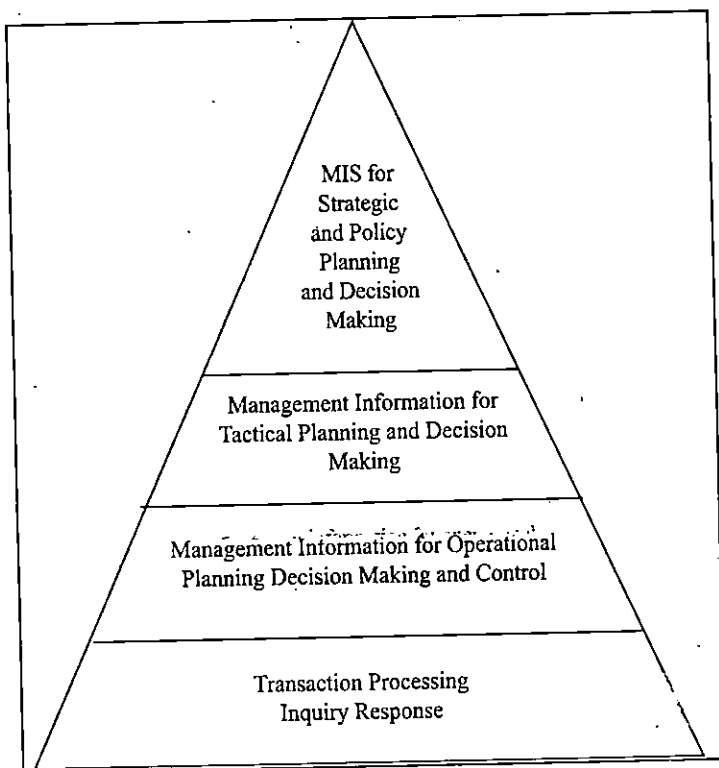 MIS for
Strategic
and Policy
Planning
and Decision
Making
Management Information for
Tactical Planning and Decision
Making
Management Information for Operational
Planning Decision Making and Control
Transaction Processing
Inquiry Response